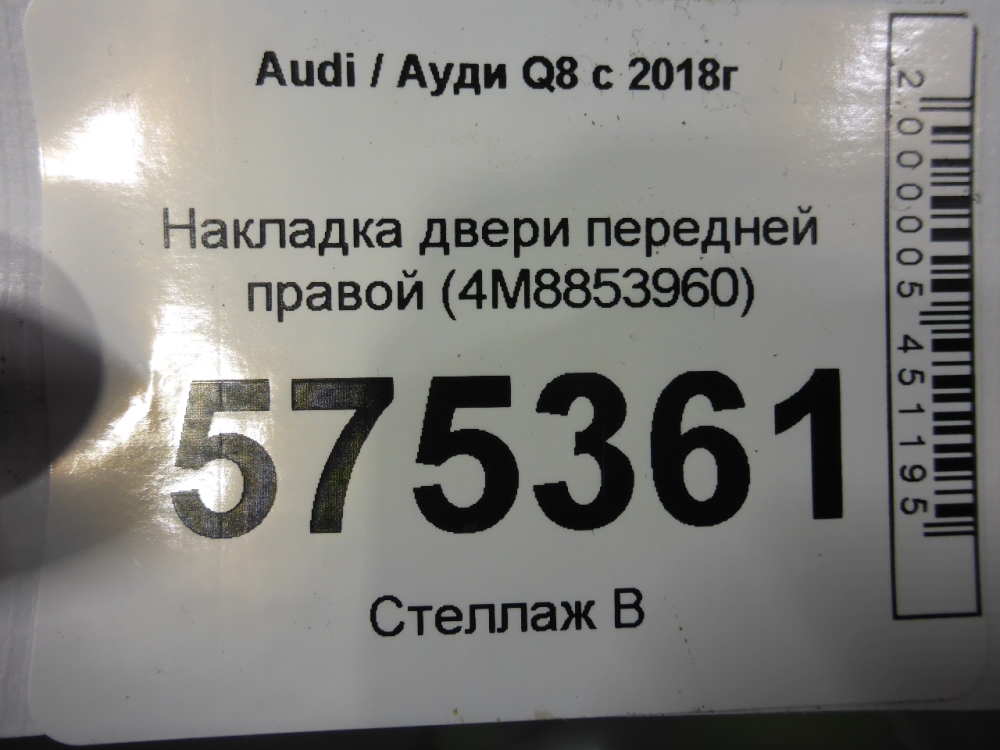 Audi / Ауди Q8 с 2018г
Накладка двери передней
правой (4M8853960)
575361
Стеллаж В
2 000005 451195